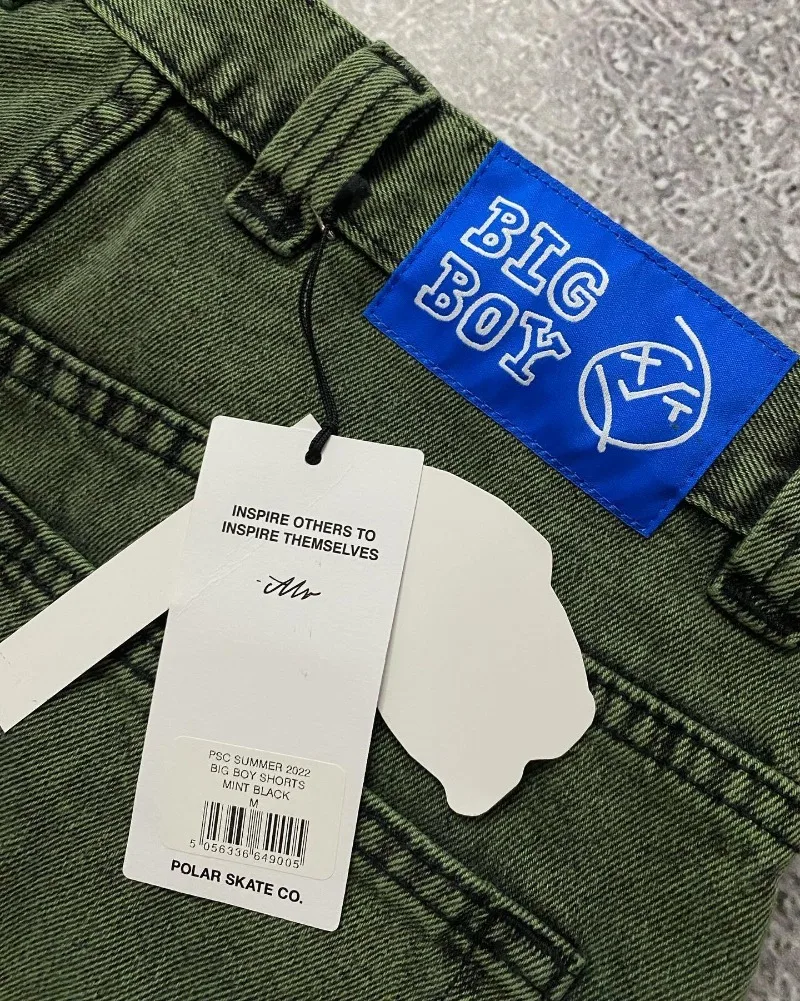 BIG
BOY
INSPIRE OTHERS TO
INSPIRE THEMSELVES
PSC SUMMER 2022
BIG BOY SHORTS
MINT BLACK
M
5 056336 649005
POLAR SKATE CO.